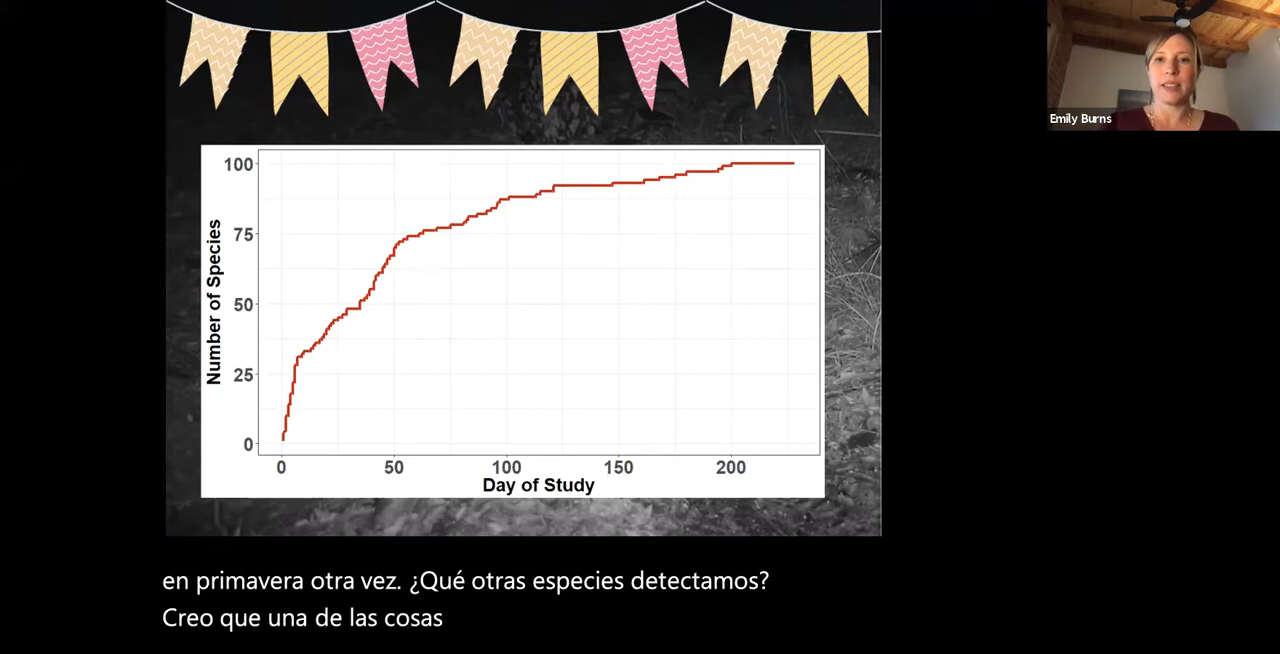 Emily Burns
100
75
50
25
0
Number of Species
0 50 100 150 200
Day of Study
en primavera otra vez. ¿Qué otras especies detectamos?
Creo que una de las cosas